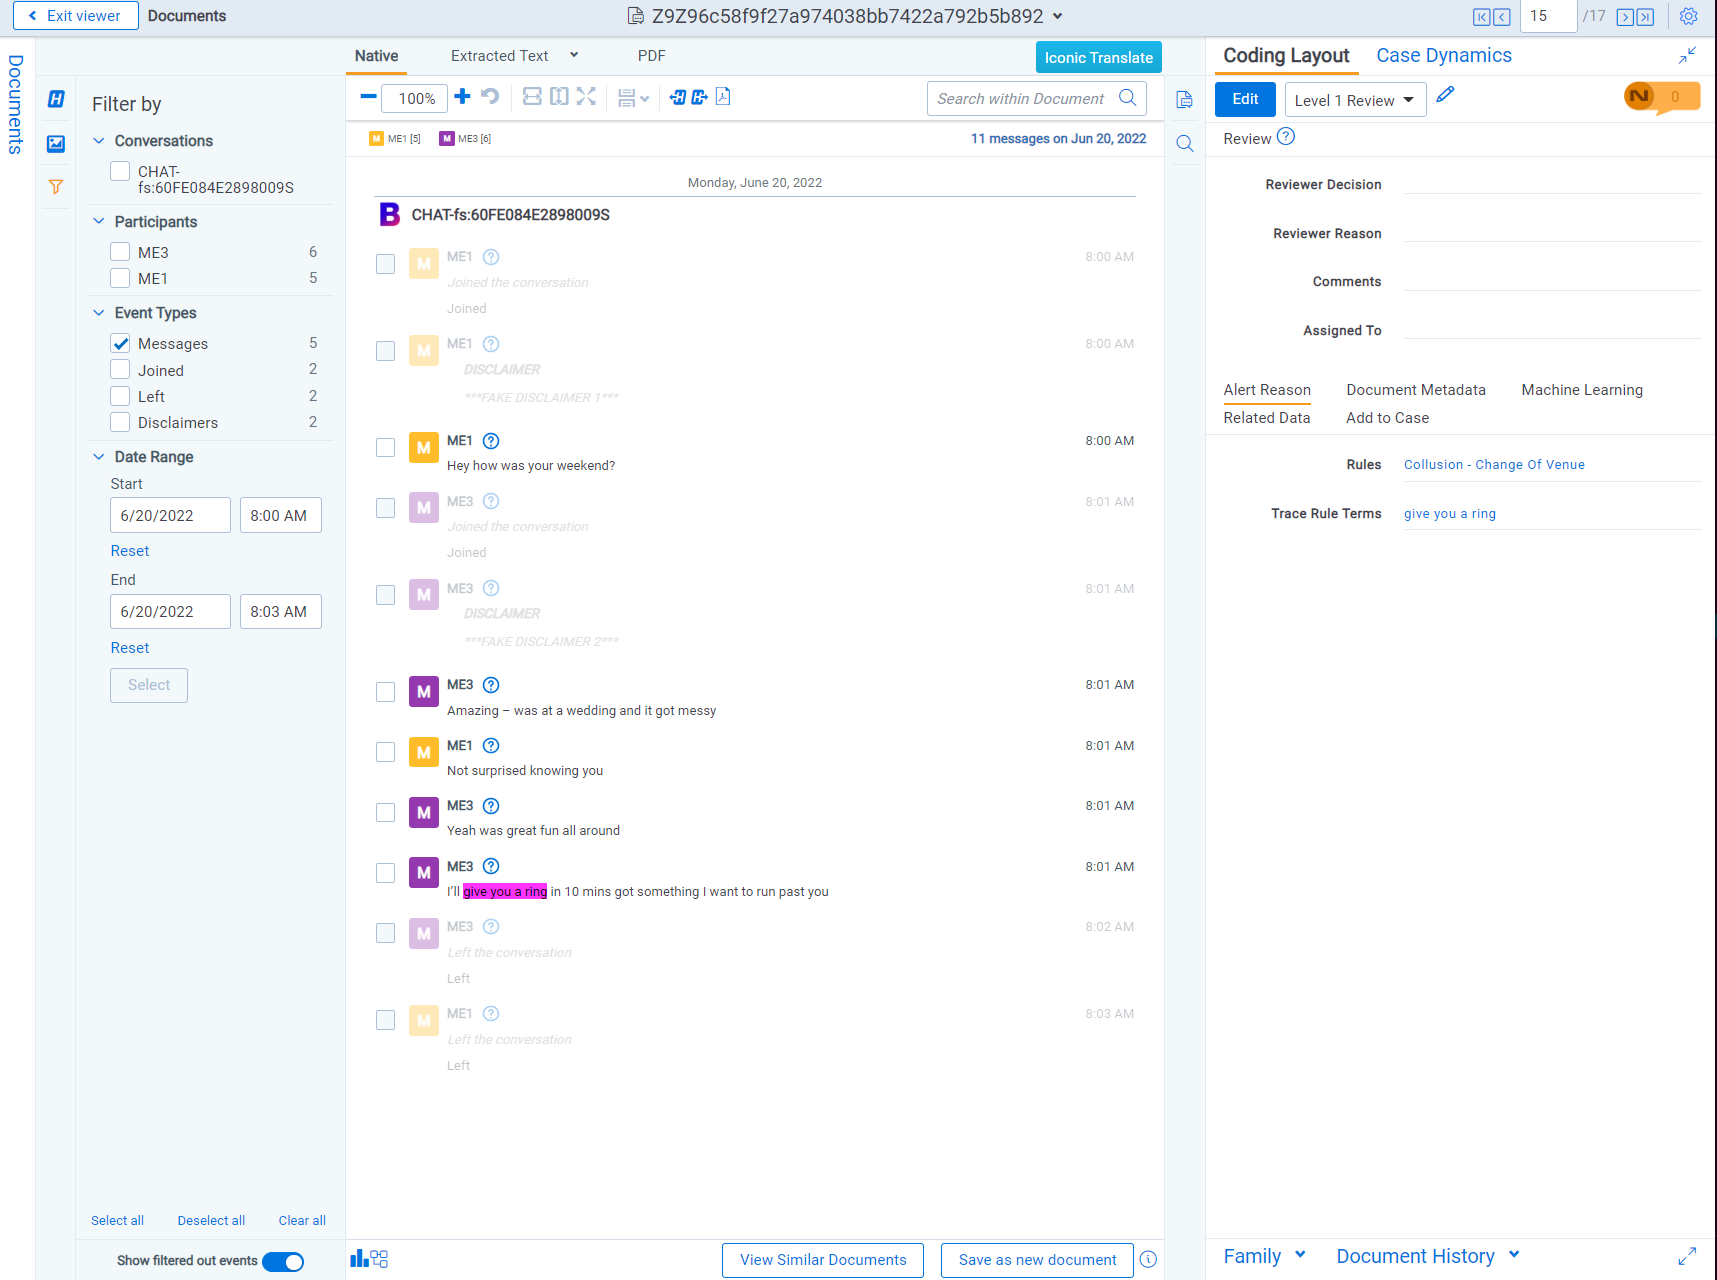 Exit viewer
Documents
Z9Z96c58f9f27a974038bb7422a792b5b892
15 /17
Documents
Native
Extracted Text
PDF
Iconic Translate
Coding Layout
Case Dynamics
Filter by
Conversations
CHAT-
fs:60FE084E2898009S
Participants
ME3 6
ME1 5
Event Types
Messages 5
Joined 2
Left 2
Disclaimers 2
Date Range
Start
6/20/2022 8:00 AM
Reset
End
6/20/2022 8:03 AM
Reset
Select
Select all Deselect all Clear all
Show filtered out events
100%
Search within Document
M ME1 [5] M ME3 [6]
11 messages on Jun 20, 2022
Monday, June 20, 2022
B CHAT-fs:60FE084E2898009S
M ME1 ? 8:00 AM
Joined the conversation
Joined
M ME1 ? 8:00 AM
DISCLAIMER
***FAKE DISCLAIMER 1***
M ME1 ? 8:00 AM
Hey how was your weekend?
M ME3 ? 8:01 AM
Joined the conversation
Joined
M ME3 ? 8:01 AM
DISCLAIMER
***FAKE DISCLAIMER 2***
M ME3 ? 8:01 AM
Amazing – was at a wedding and it got messy
M ME1 ? 8:01 AM
Not surprised knowing you
M ME3 ? 8:01 AM
Yeah was great fun all around
M ME3 ? 8:01 AM
I'll give you a ring in 10 mins got something I want to run past you
M ME3 ? 8:02 AM
Left the conversation
Left
M ME1 ? 8:03 AM
Left the conversation
Left
View Similar Documents
Save as new document
Edit
Level 1 Review
N 0
Review ?
Reviewer Decision
Reviewer Reason
Comments
Assigned To
Alert Reason Document Metadata Machine Learning
Related Data Add to Case
Rules Collusion - Change Of Venue
Trace Rule Terms give you a ring
Family
Document History